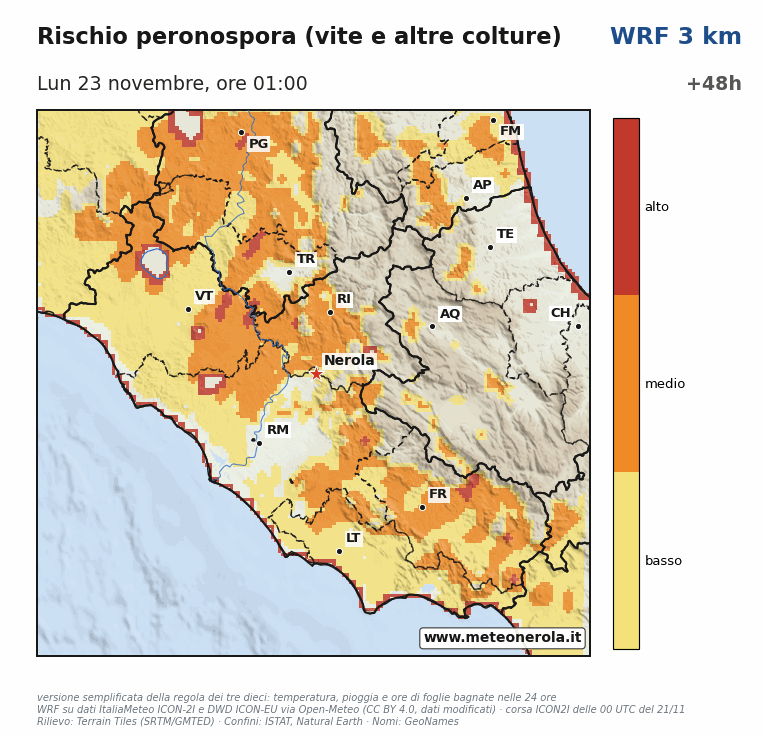 Rischio peronospora (vite e altre colture)
WRF 3 km
Lun 23 novembre, ore 01:00
+48h
FM
PG
AP
TE
TR
VT
RI
AQ
CH
Nerola
RM
FR
LT
www.meteonerola.it
alto
medio
basso
versione semplificata della regola dei tre dieci: temperatura, pioggia e ore di foglie bagnate nelle 24 ore
WRF su dati ItaliaMeteo ICON-2I e DWD ICON-EU via Open-Meteo (CC BY 4.0, dati modificati) · corsa ICON2I delle 00 UTC del 21/11
Rilievo: Terrain Tiles (SRTM/GMTED) · Confini: ISTAT, Natural Earth · Nomi: GeoNames